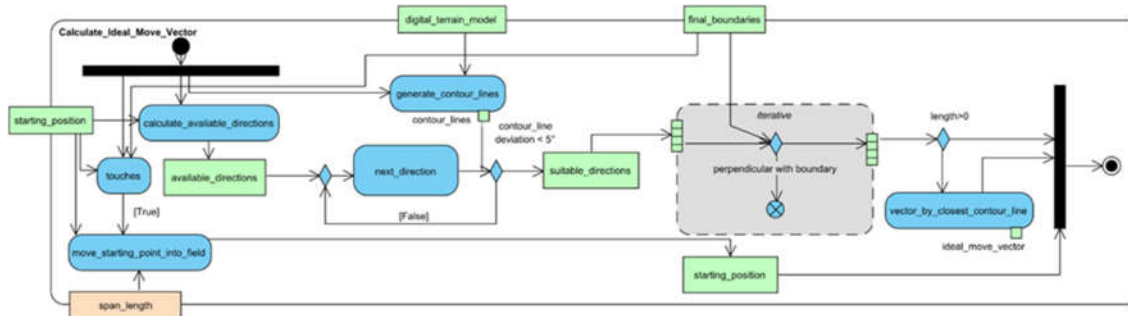 digital_terrain_model
final_boundaries
Calculate_Ideal_Move_Vector
generate_contour_lines
iterative
starting_position
calculate_available_directions
contour_lines
contour_line
deviation < 5°
length>0
touches
available_directions
next_direction
suitable_directions
perpendicular with boundary
[True]
[False]
vector_by_closest_contour_line
move_starting_point_into_field
ideal_move_vector
starting_position
span_length